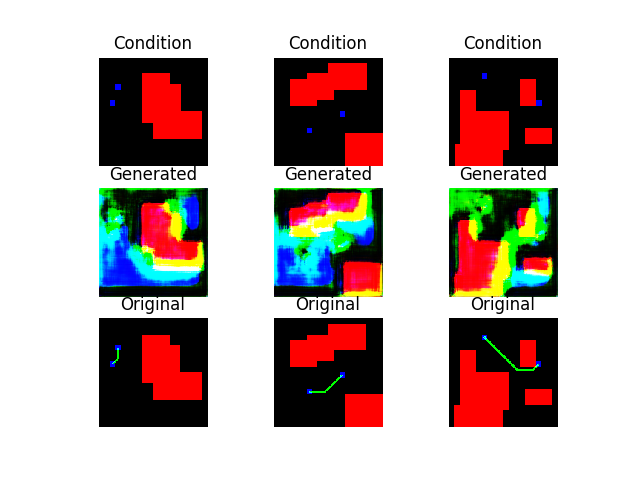 Condition Condition Condition
Generated Generated Generated
Original Original Original